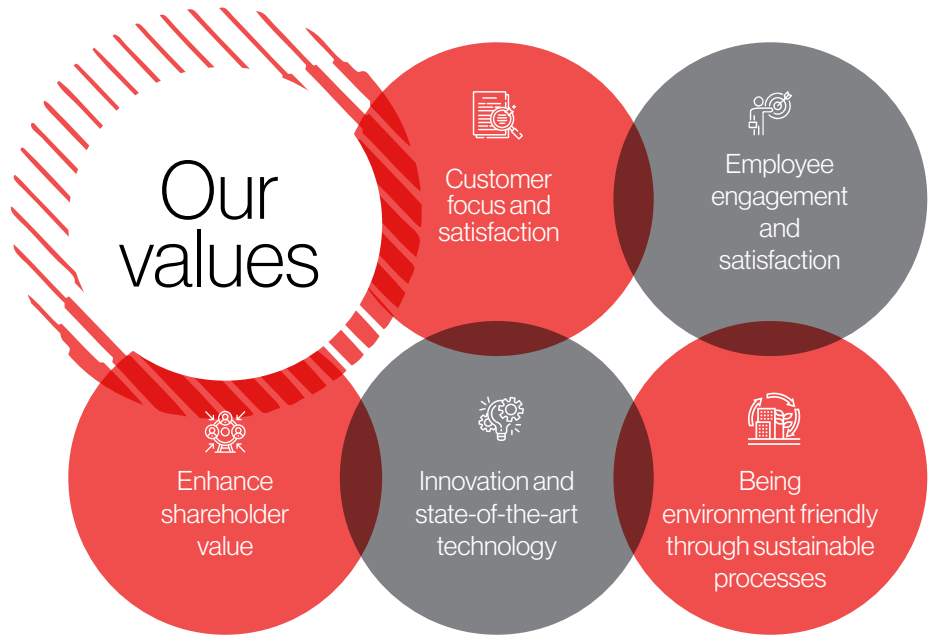 Our
values
Customer
focus and
satisfaction
Employee
engagement
and
satisfaction
Enhance
shareholder
value
Innovation and
state-of-the-art
technology
Being
environment friendly
through sustainable
processes